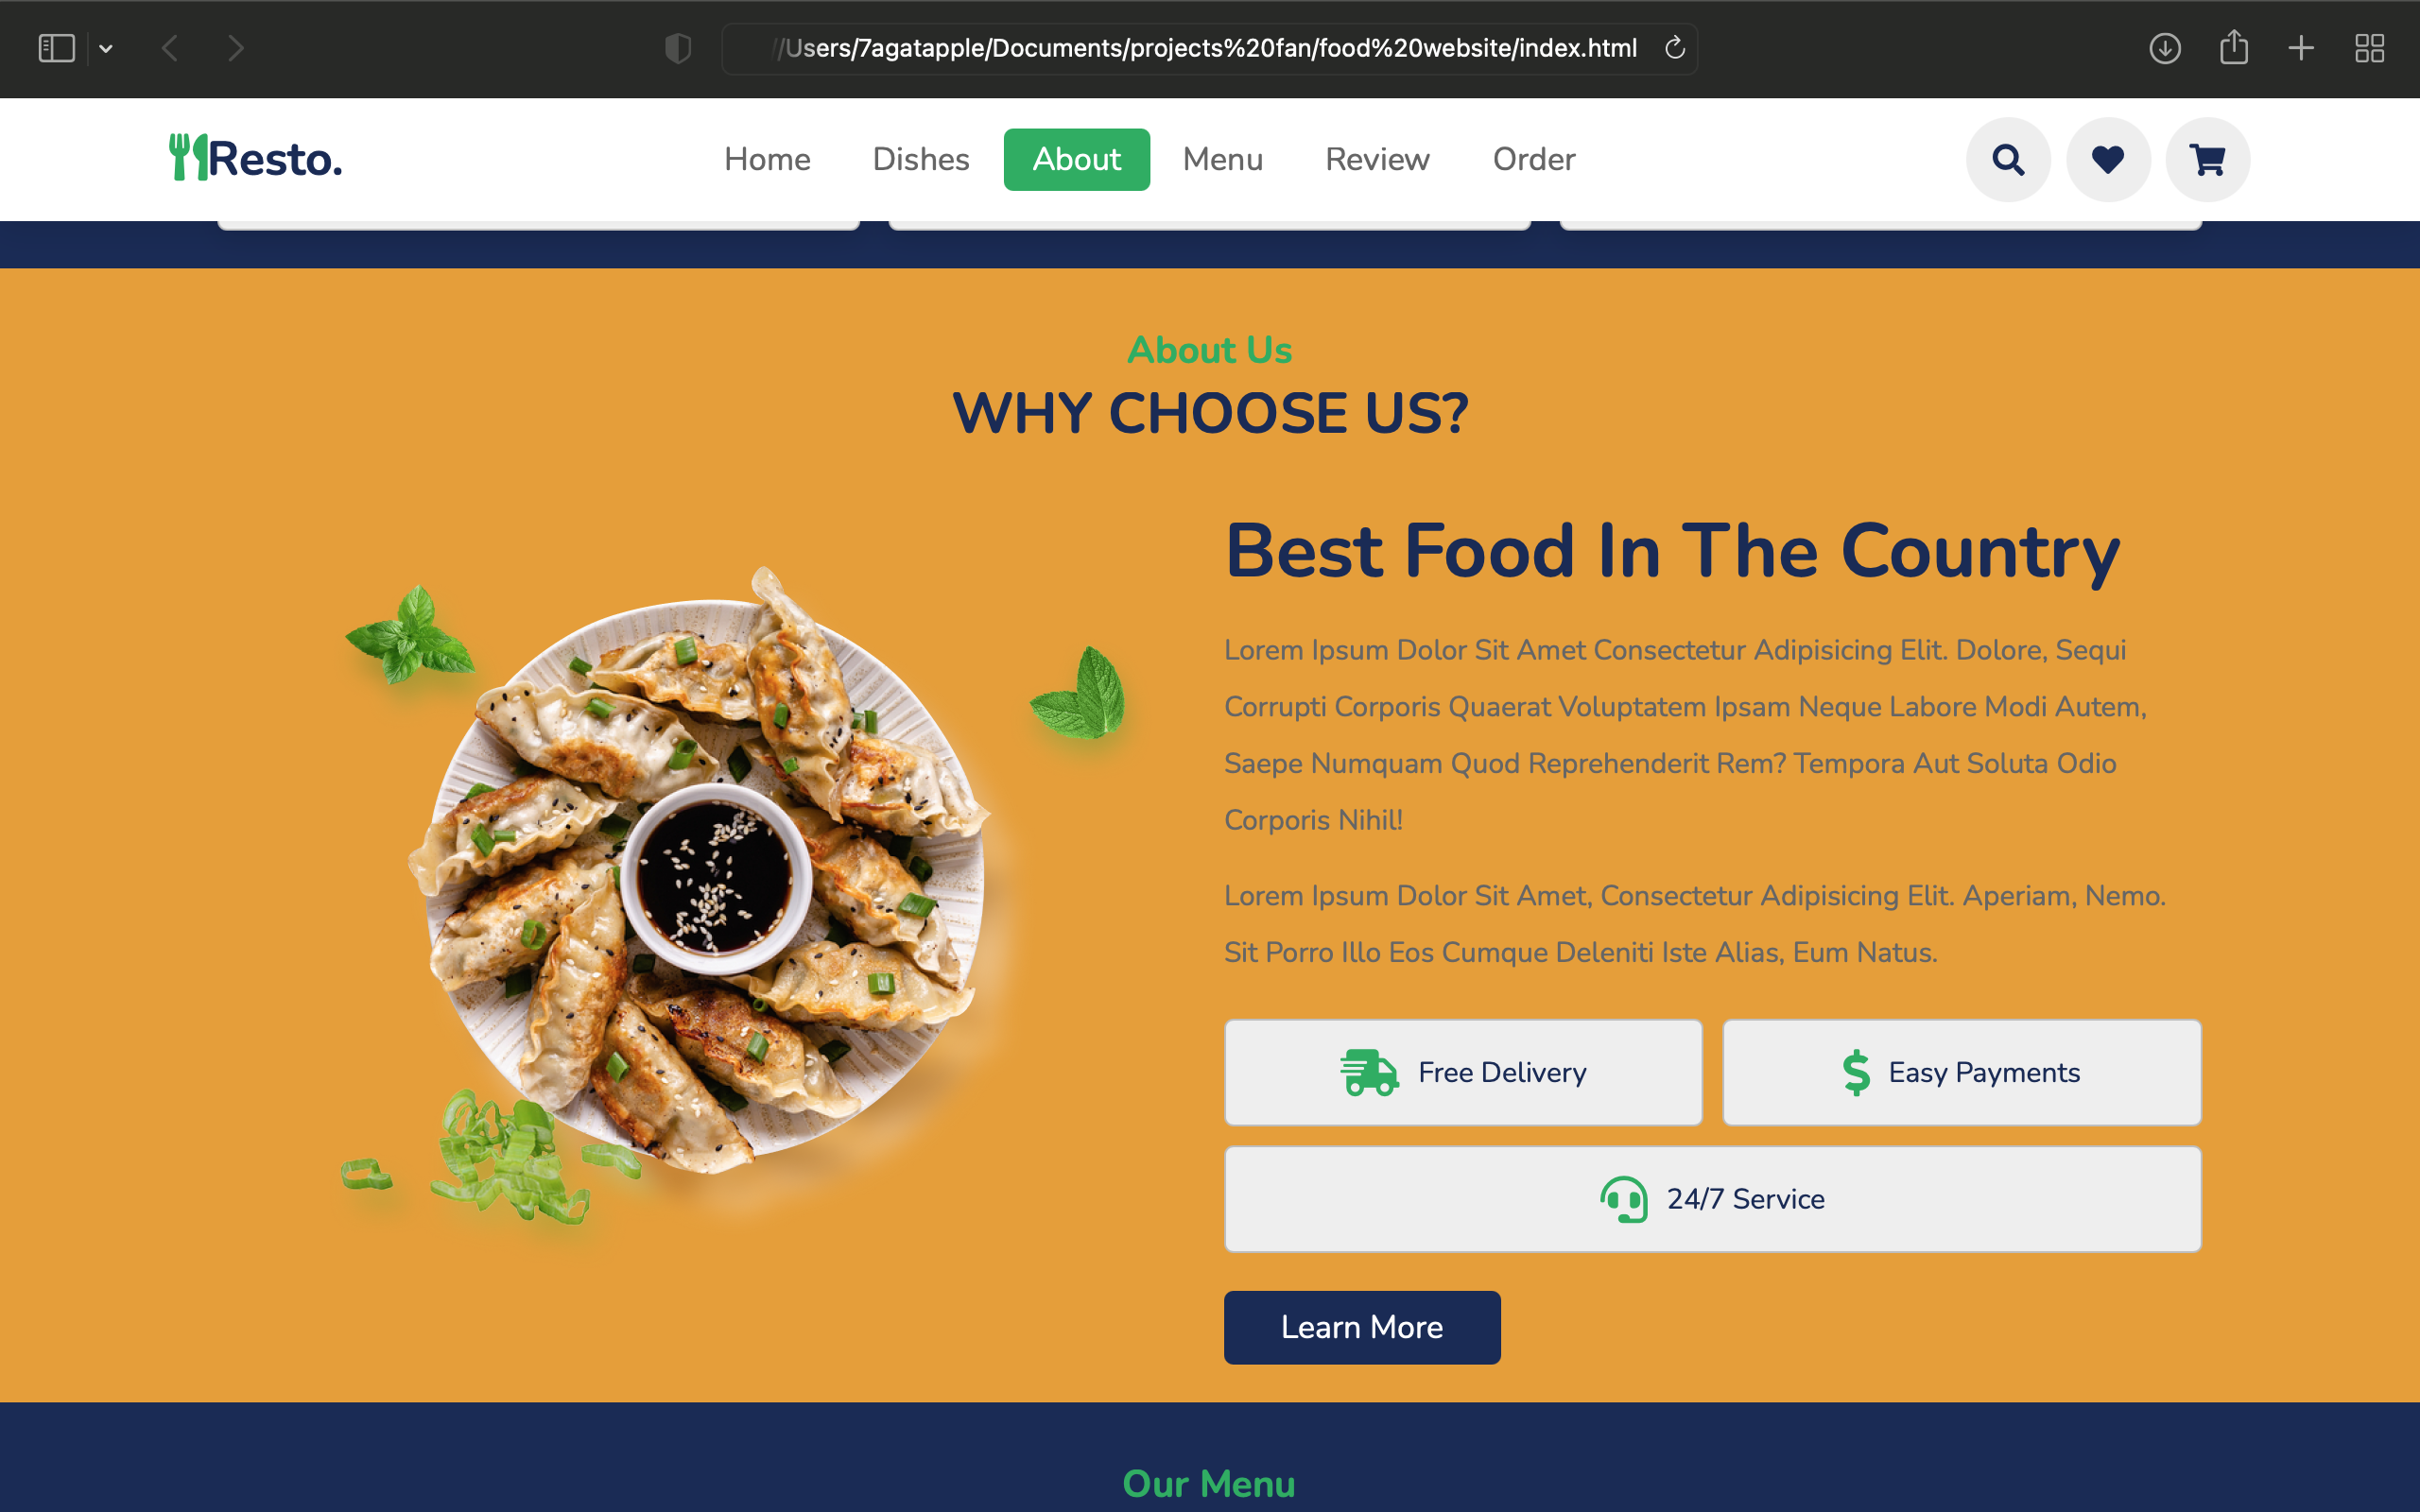 //Users/7agatapple/Documents/projects%20fan/food%20website/index.html
Resto.
Home
Dishes
About
Menu
Review
Order
About Us
WHY CHOOSE US?
Best Food In The Country
Lorem Ipsum Dolor Sit Amet Consectetur Adipisicing Elit. Dolore, Sequi
Corrupti Corporis Quaerat Voluptatem Ipsam Neque Labore Modi Autem,
Saepe Numquam Quod Reprehenderit Rem? Tempora Aut Soluta Odio
Corporis Nihil!
Lorem Ipsum Dolor Sit Amet, Consectetur Adipisicing Elit. Aperiam, Nemo.
Sit Porro Illo Eos Cumque Deleniti Iste Alias, Eum Natus.
Free Delivery
Easy Payments
24/7 Service
Learn More
Our Menu